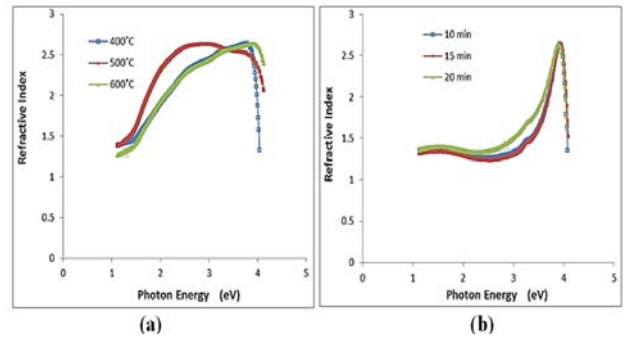 3
2.5
2
1.5
1
0.5
0
Refractive Index
400°C
500°C
600°C
0 1 2 3 4 5
Photon Energy (eV)
(a)
3
2.5
2
1.5
1
0.5
0
Refractive Index
10 min
15 min
20 min
0 1 2 3 4 5
Photon Energy (eV)
(b)